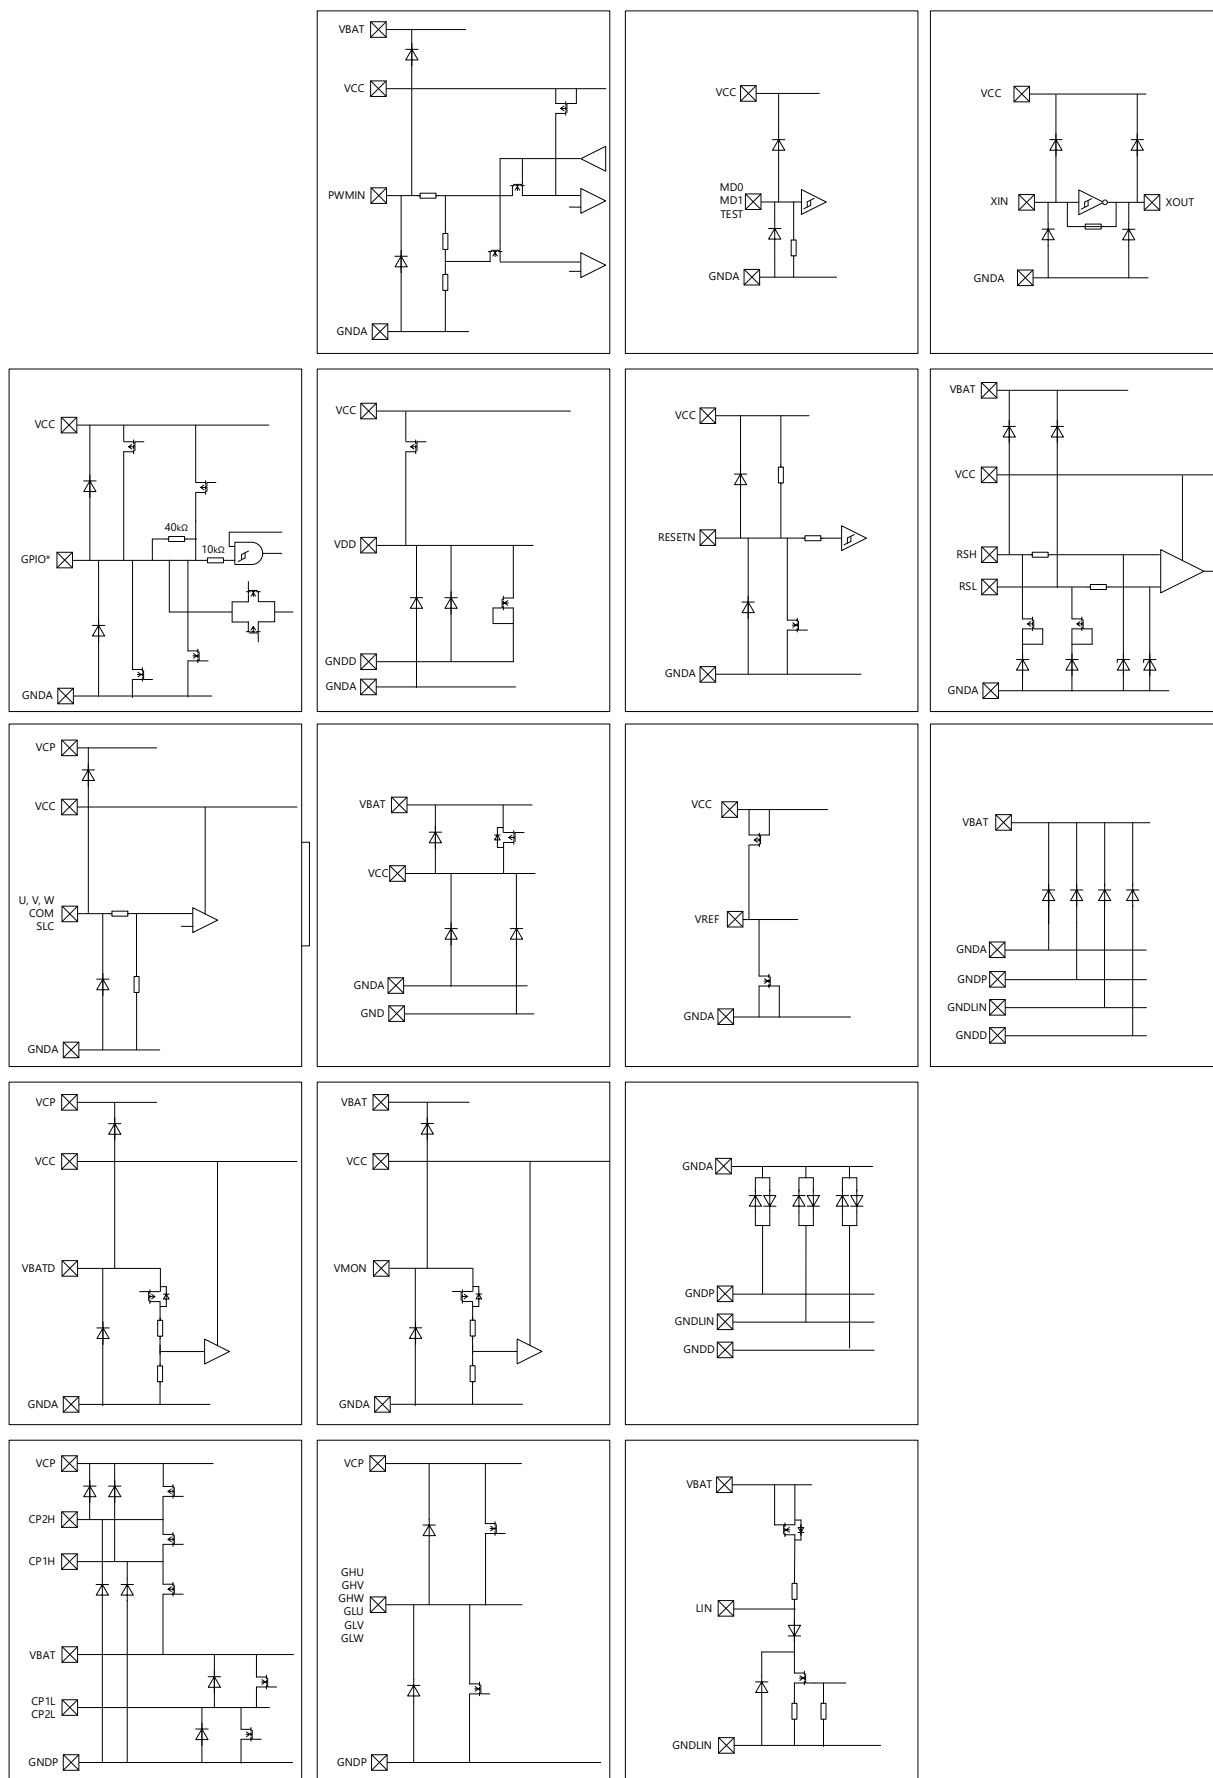 VBAT
VCC
PWMIN
GNDA
VCC
MD0
MD1
TEST
GNDA
VCC
XIN
XOUT
GNDA
VCC
40kΩ
10kΩ
GPIO*
GNDA
VCC
VDD
GNDD
GNDA
VCC
RESETN
GNDA
VBAT
VCC
RSH
RSL
GNDA
VCP
VCC
U, V, W
COM
SLC
GNDA
VBAT
VCC
GNDA
GND
VCC
VREF
GNDA
VBAT
GNDA
GNDP
GNDLIN
GNDD
VCP
VCC
VBATD
GNDA
VBAT
VCC
VMON
GNDA
GNDA
GNDP
GNDLIN
GNDD
VCP
CP2H
CP1H
VBAT
CP1L
CP2L
GNDP
VCP
GHU
GHV
GHW
GLU
GLV
GLW
GNDP
VBAT
LIN
GNDLIN